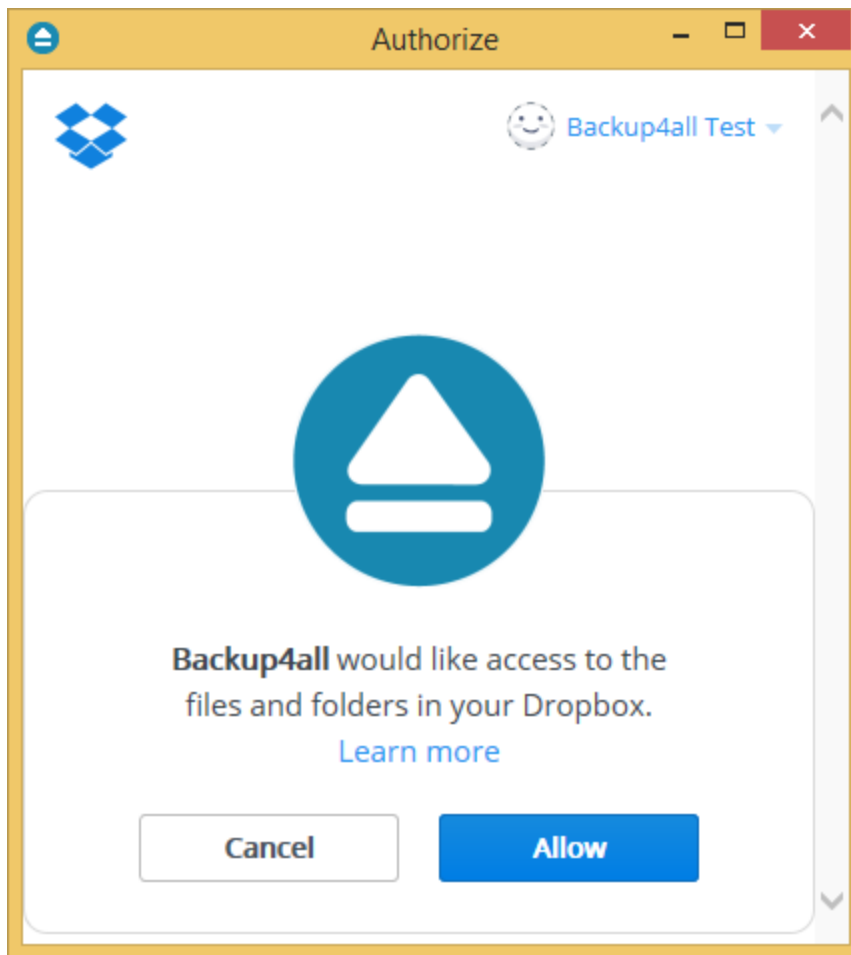 Authorize
Backup4all Test
Backup4all would like access to the
files and folders in your Dropbox.
Learn more
Cancel
Allow